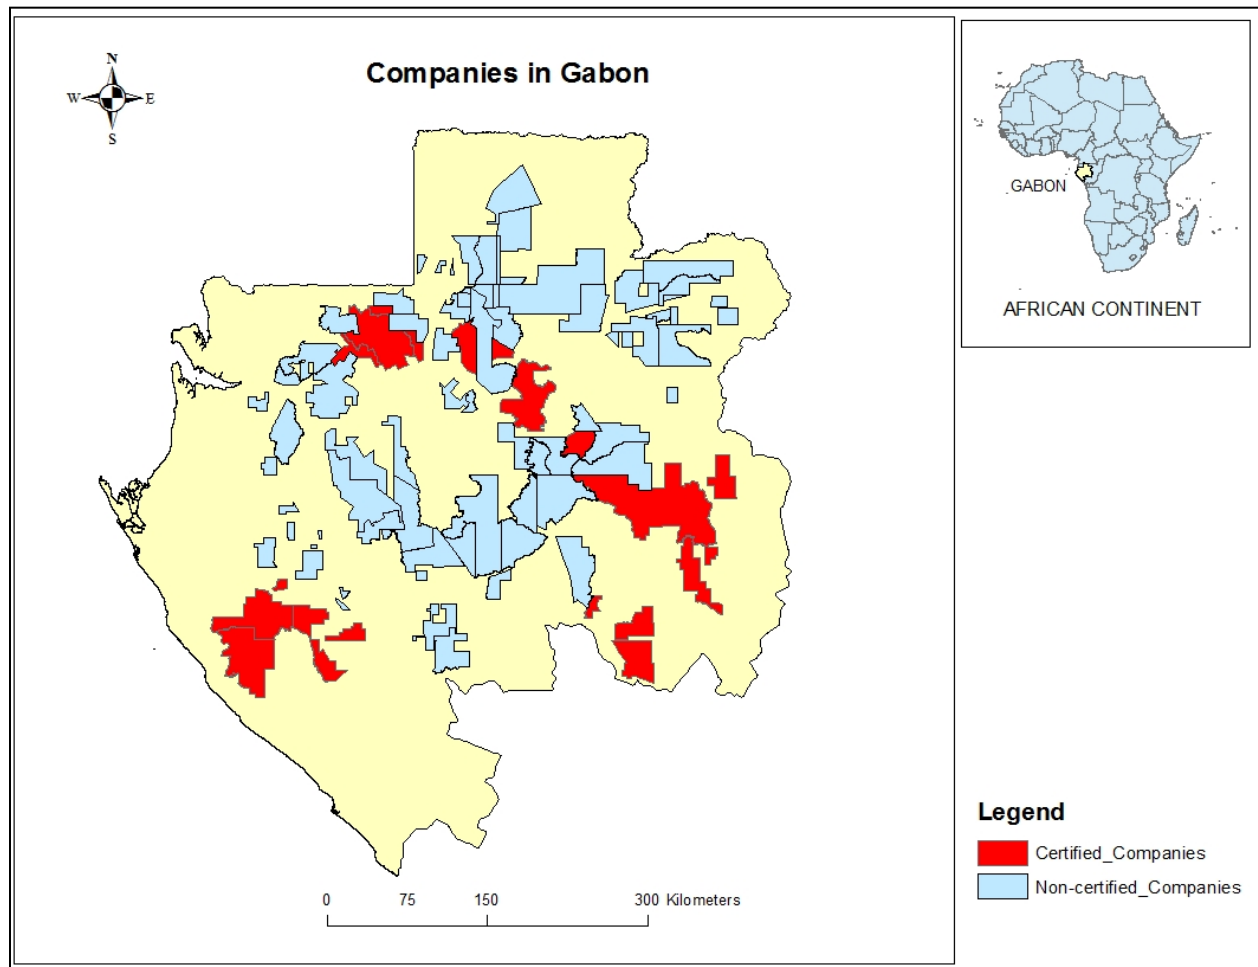 Companies in Gabon
N
W E
S
GABON
AFRICAN CONTINENT
Legend
Certified_Companies
Non-certified_Companies
0 75 150 300 Kilometers